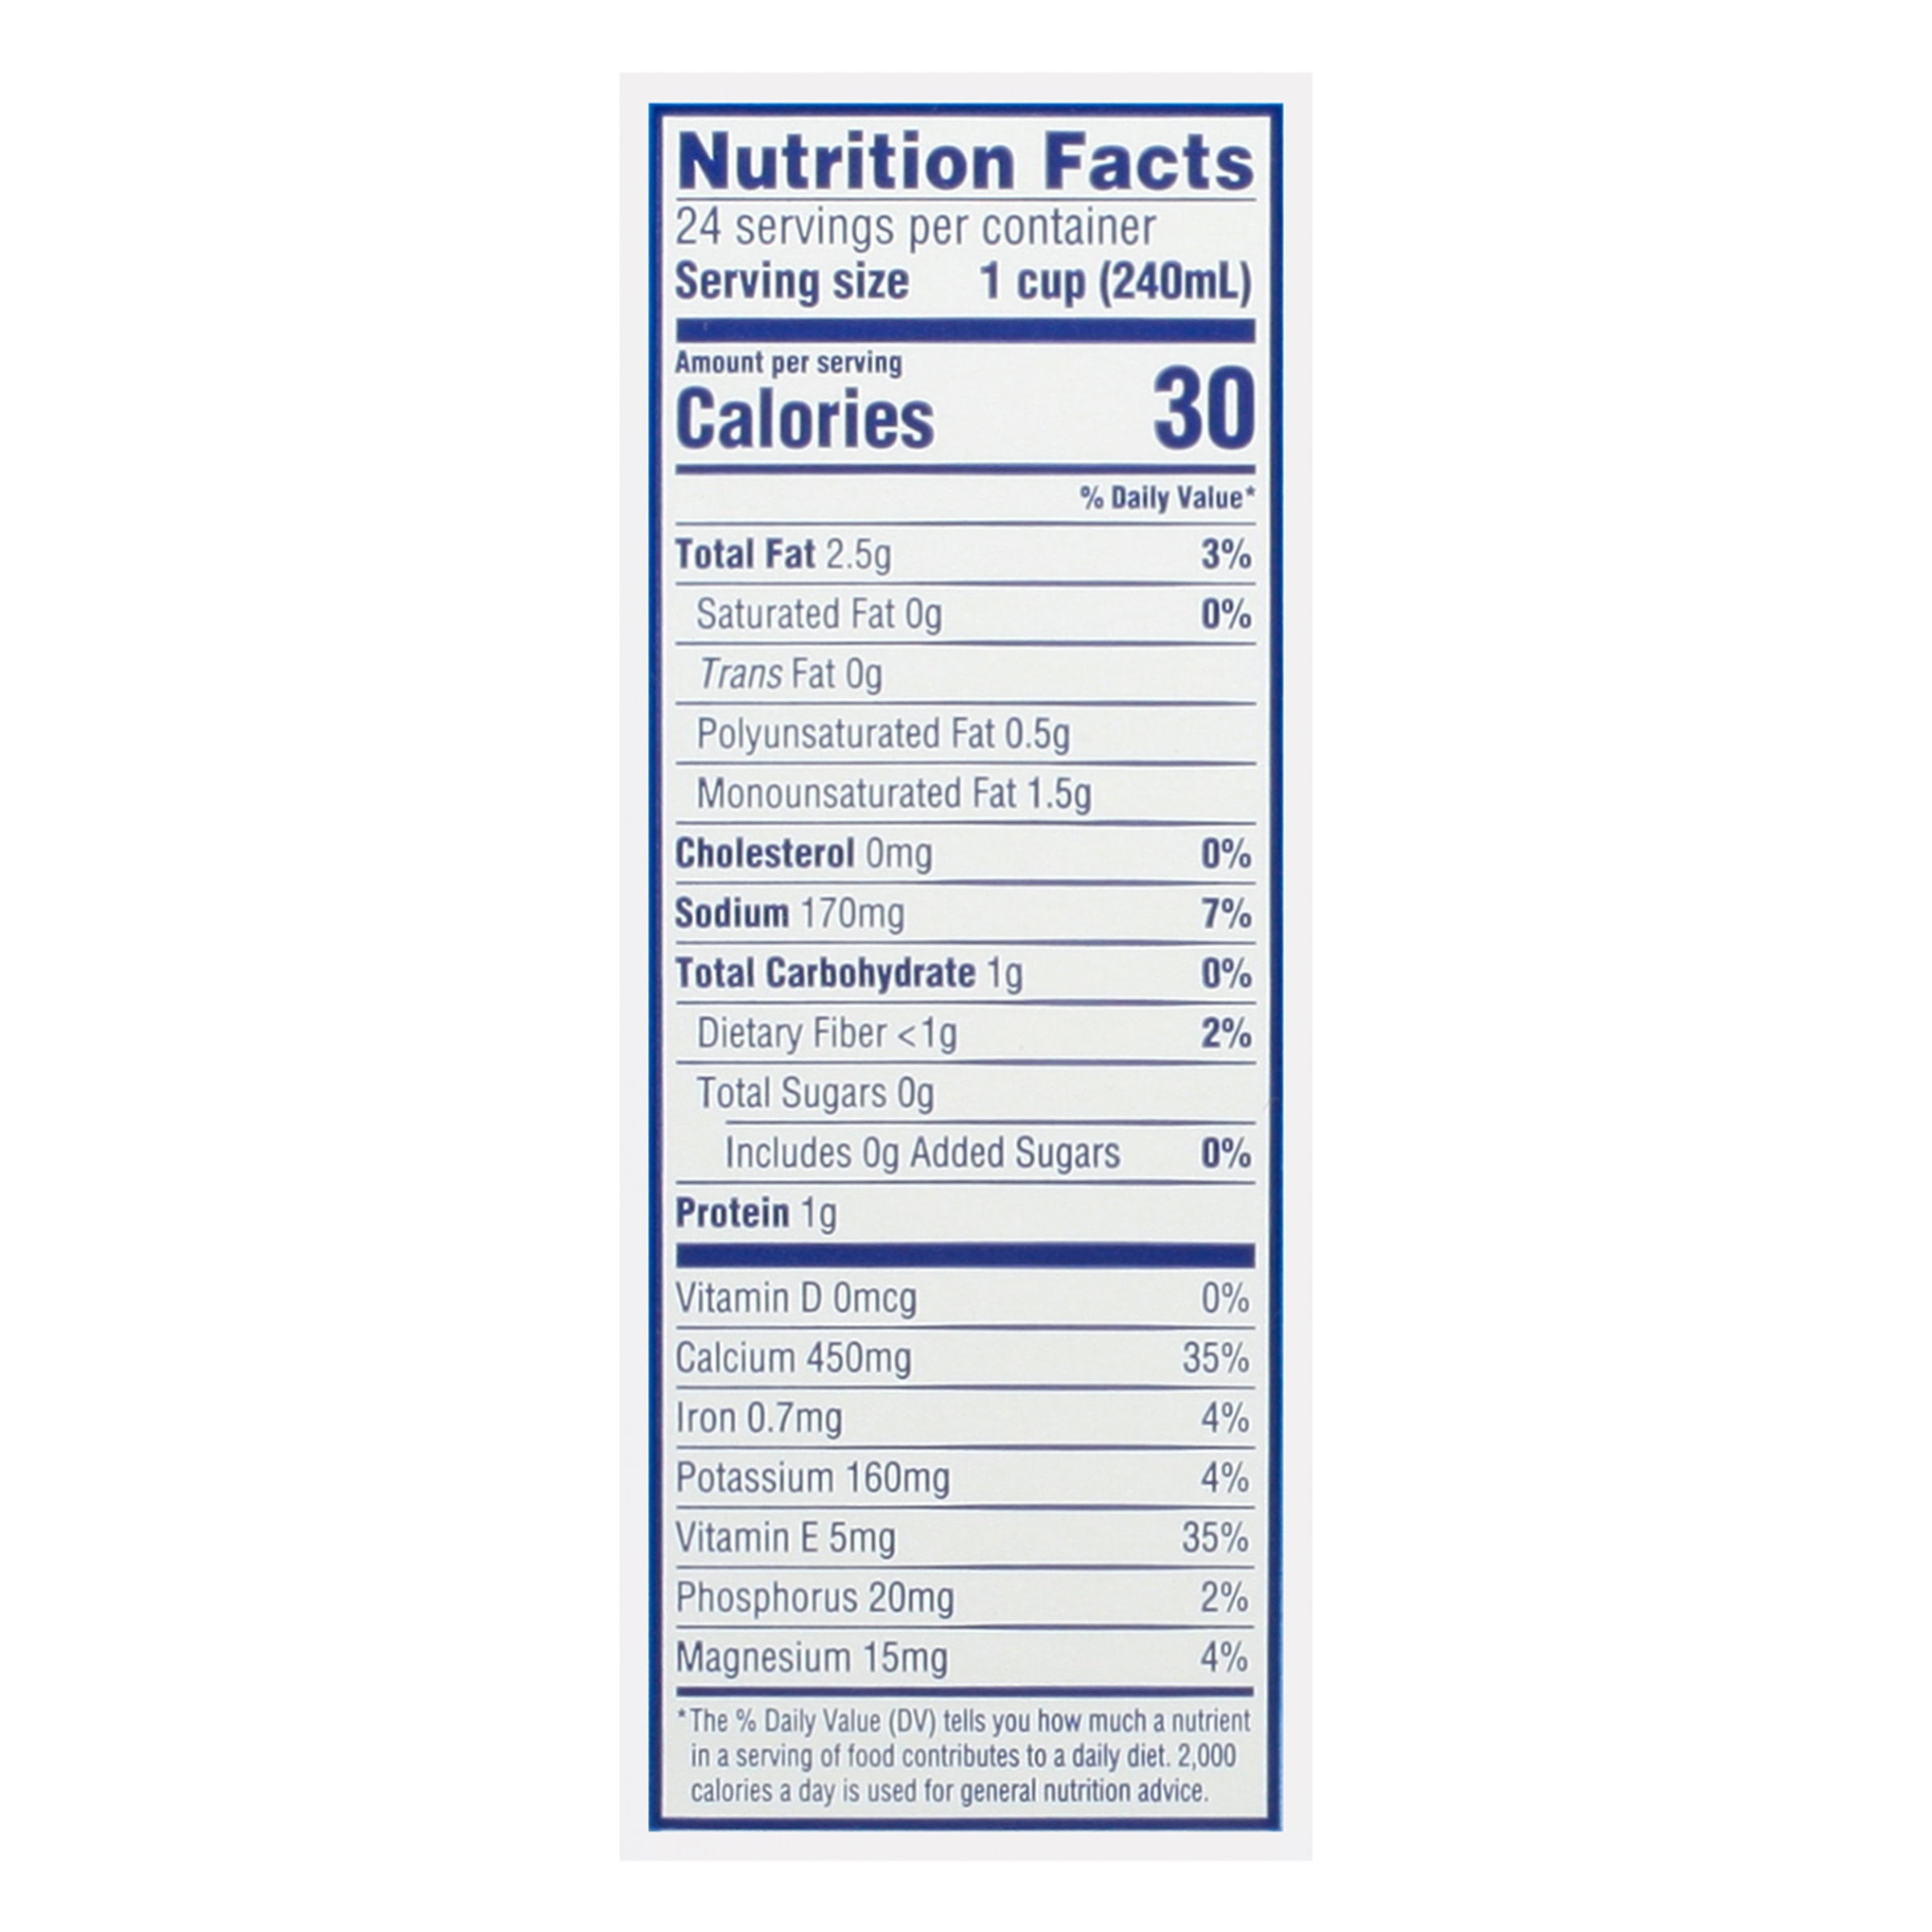 Nutrition Facts
24 servings per container
Serving size 1 cup (240mL)
Amount per serving
Calories 30
% Daily Value*
Total Fat 2.5g 3%
Saturated Fat 0g 0%
Trans Fat 0g
Polyunsaturated Fat 0.5g
Monounsaturated Fat 1.5g
Cholesterol 0mg 0%
Sodium 170mg 7%
Total Carbohydrate 1g 0%
Dietary Fiber <1g 2%
Total Sugars 0g
Includes 0g Added Sugars 0%
Protein 1g
Vitamin D 0mcg 0%
Calcium 450mg 35%
Iron 0.7mg 4%
Potassium 160mg 4%
Vitamin E 5mg 35%
Phosphorus 20mg 2%
Magnesium 15mg 4%
*The % Daily Value (DV) tells you how much a nutrient
in a serving of food contributes to a daily diet. 2,000
calories a day is used for general nutrition advice.